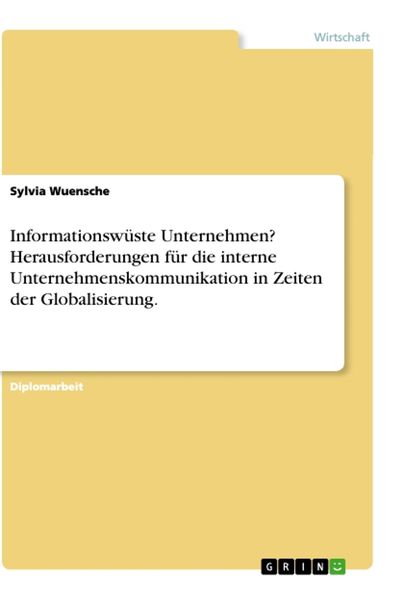 Wirtschaft
Sylvia Wuensche
Informationswüste Unternehmen?
Herausforderungen für die interne
Unternehmenskommunikation in Zeiten
der Globalisierung.
Diplomarbeit
GRIN